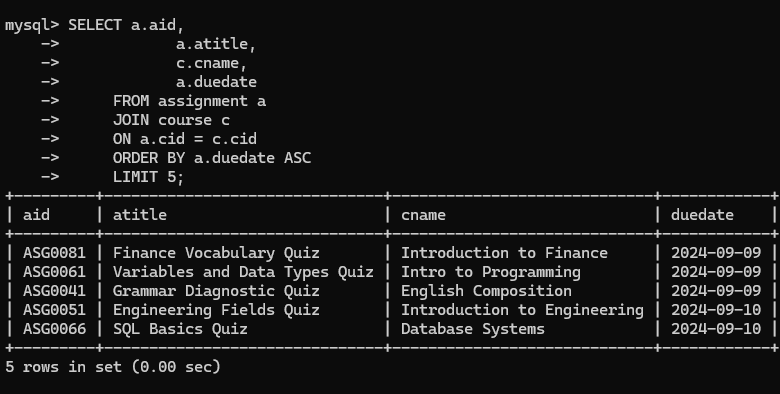 mysql> SELECT a.aid,
    ->             a.atitle,
    ->             c.cname,
    ->             a.duedate
    ->      FROM assignment a
    ->      JOIN course c
    ->      ON a.cid = c.cid
    ->      ORDER BY a.duedate ASC
    ->      LIMIT 5;
+---------+-------------------------------+-----------------------------+------------+
| aid     | atitle                        | cname                       | duedate    |
+---------+-------------------------------+-----------------------------+------------+
| ASG0081 | Finance Vocabulary Quiz       | Introduction to Finance     | 2024-09-09 |
| ASG0061 | Variables and Data Types Quiz | Intro to Programming        | 2024-09-09 |
| ASG0041 | Grammar Diagnostic Quiz       | English Composition         | 2024-09-09 |
| ASG0051 | Engineering Fields Quiz       | Introduction to Engineering | 2024-09-10 |
| ASG0066 | SQL Basics Quiz               | Database Systems            | 2024-09-10 |
+---------+-------------------------------+-----------------------------+------------+
5 rows in set (0.00 sec)